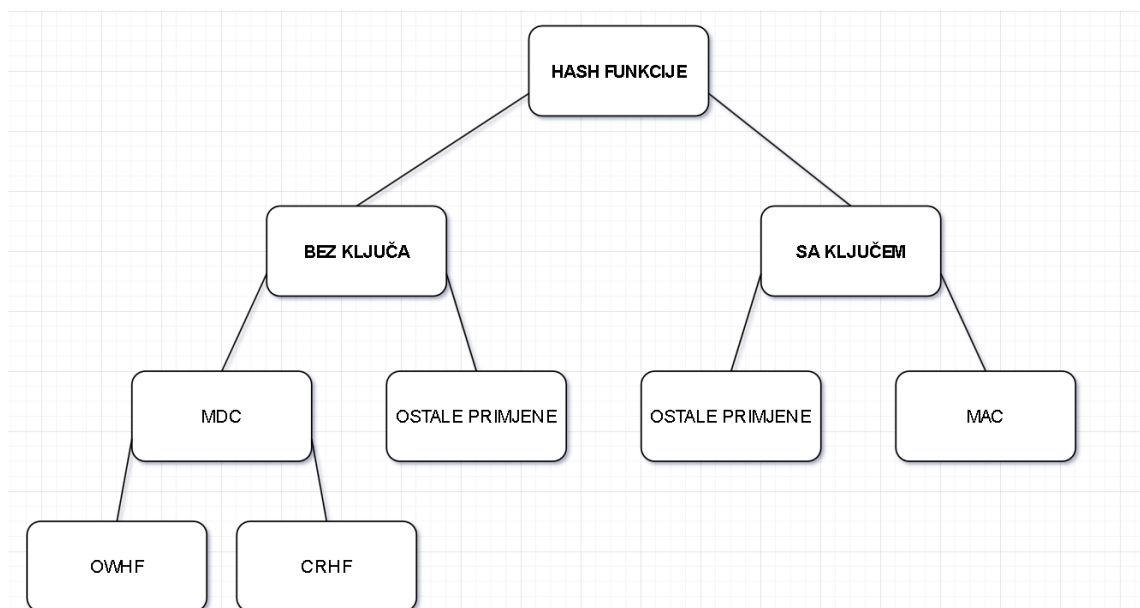 HASH FUNKCIJE
BEZ KLJUČA
SA KLJUČEM
MDC
OSTALE PRIMJENE
OSTALE PRIMJENE
MAC
OWHF
CRHF